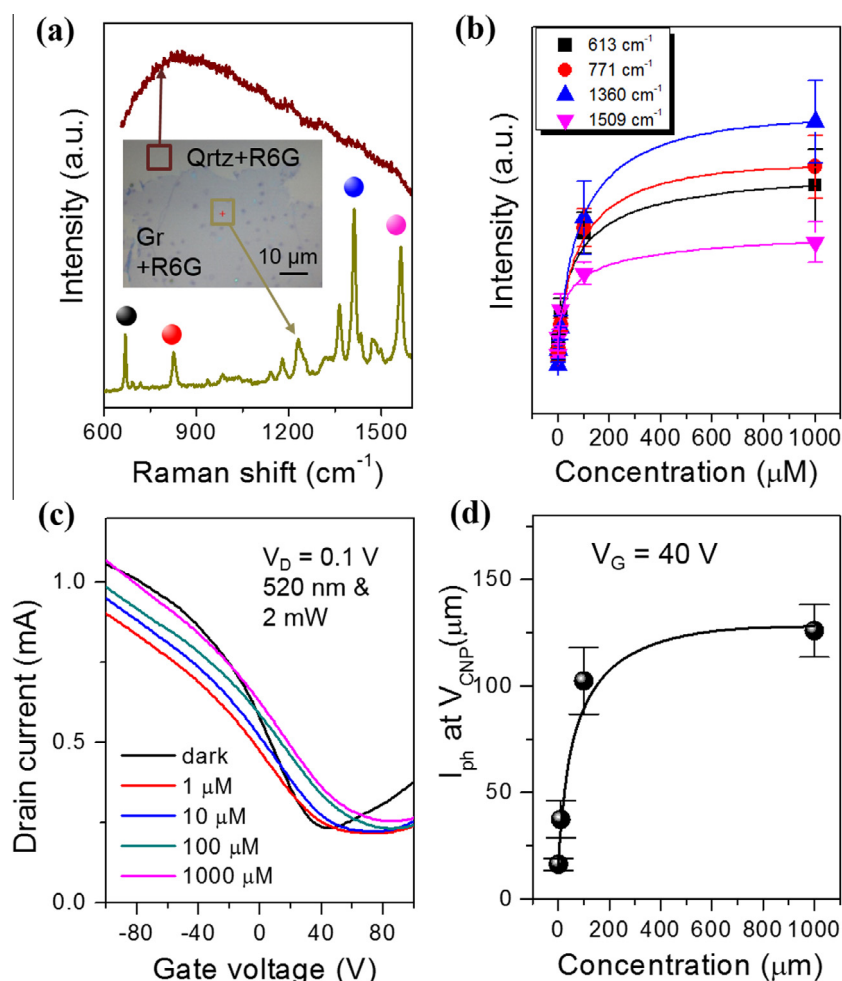 (a)
Intensity (a.u.)
Qrtz+R6G
Gr
+R6G
10 μm
600 900 1200 1500
Raman shift (cm⁻¹)
(b)
Intensity (a.u.)
613 cm⁻¹
771 cm⁻¹
1360 cm⁻¹
1509 cm⁻¹
0 200 400 600 800 1000
Concentration (μM)
(c)
Drain current (mA)
1.0
0.5
0.0
V_D = 0.1 V
520 nm &
2 mW
dark
1 μM
10 μM
100 μM
1000 μM
-80 -40 0 40 80
Gate voltage (V)
(d)
I_ph at V_CNP (μm)
150
100
50
0
V_G = 40 V
0 200 400 600 800 1000
Concentration (μm)